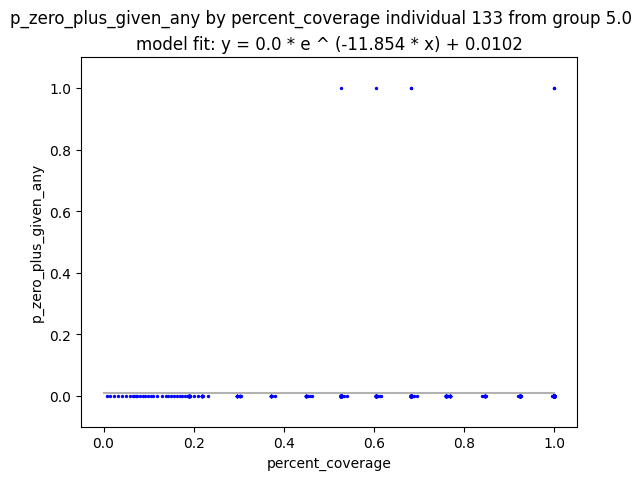 p_zero_plus_given_any by percent_coverage individual 133 from group 5.0
model fit: y = 0.0 * e ^ (-11.854 * x) + 0.0102
1.0
0.8
0.6
0.4
0.2
0.0
p_zero_plus_given_any
0.0 0.2 0.4 0.6 0.8 1.0
percent_coverage